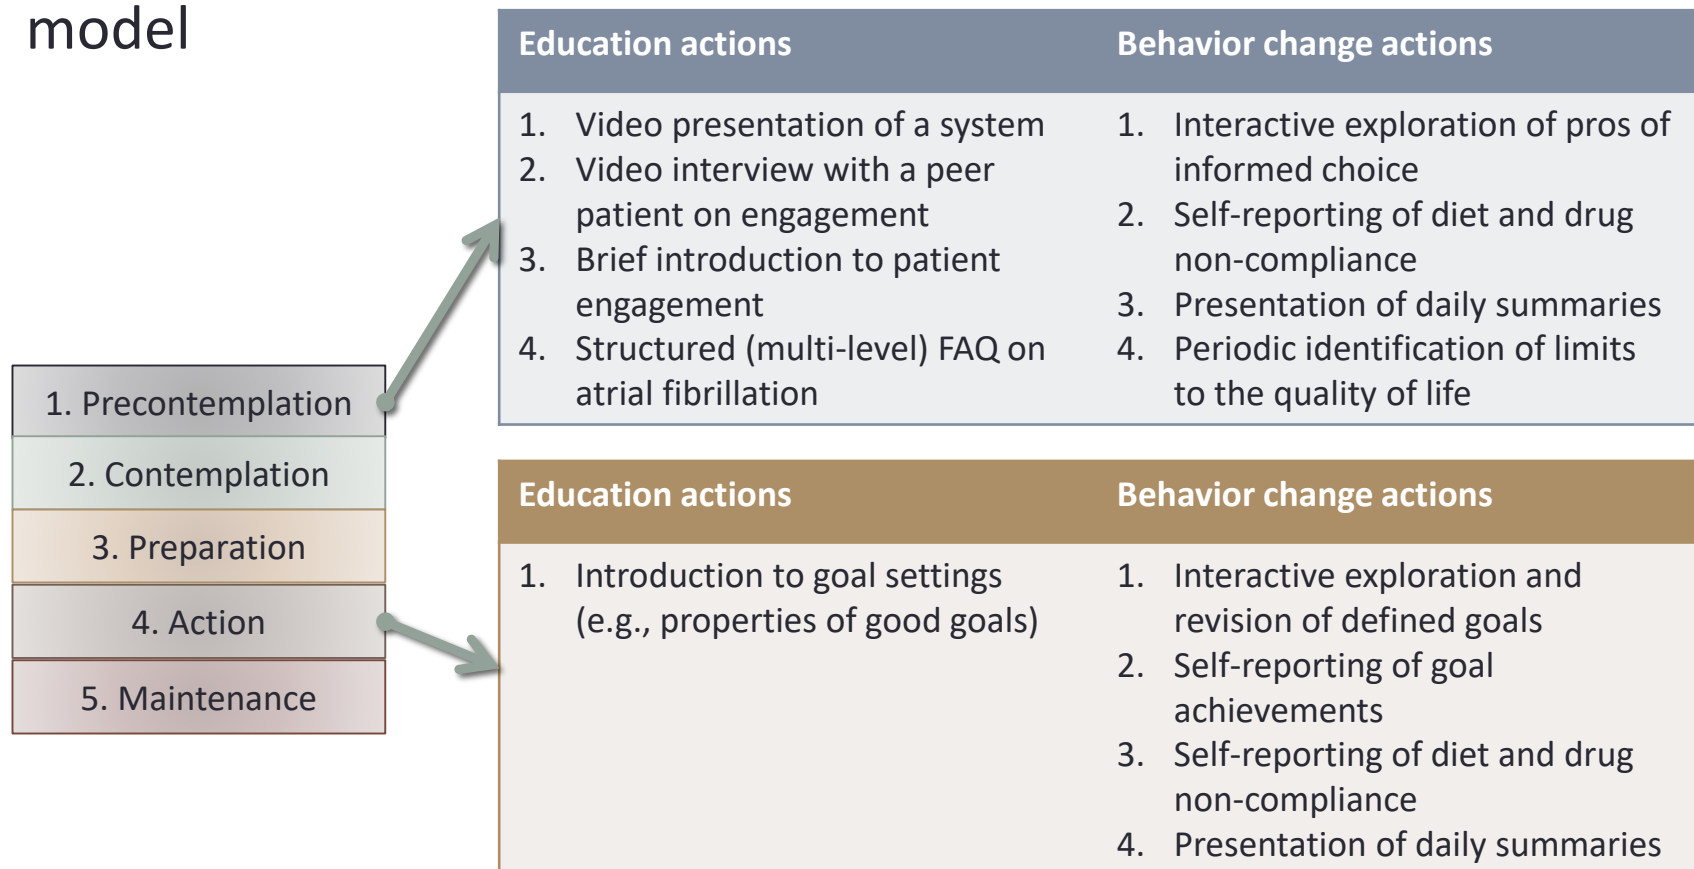 model
1. Precontemplation
2. Contemplation
3. Preparation
4. Action
5. Maintenance
Education actions
1. Video presentation of a system
2. Video interview with a peer
patient on engagement
3. Brief introduction to patient
engagement
4. Structured (multi-level) FAQ on
atrial fibrillation
Behavior change actions
1. Interactive exploration of pros of
informed choice
2. Self-reporting of diet and drug
non-compliance
3. Presentation of daily summaries
4. Periodic identification of limits
to the quality of life
Education actions
1. Introduction to goal settings
(e.g., properties of good goals)
Behavior change actions
1. Interactive exploration and
revision of defined goals
2. Self-reporting of goal
achievements
3. Self-reporting of diet and drug
non-compliance
4. Presentation of daily summaries